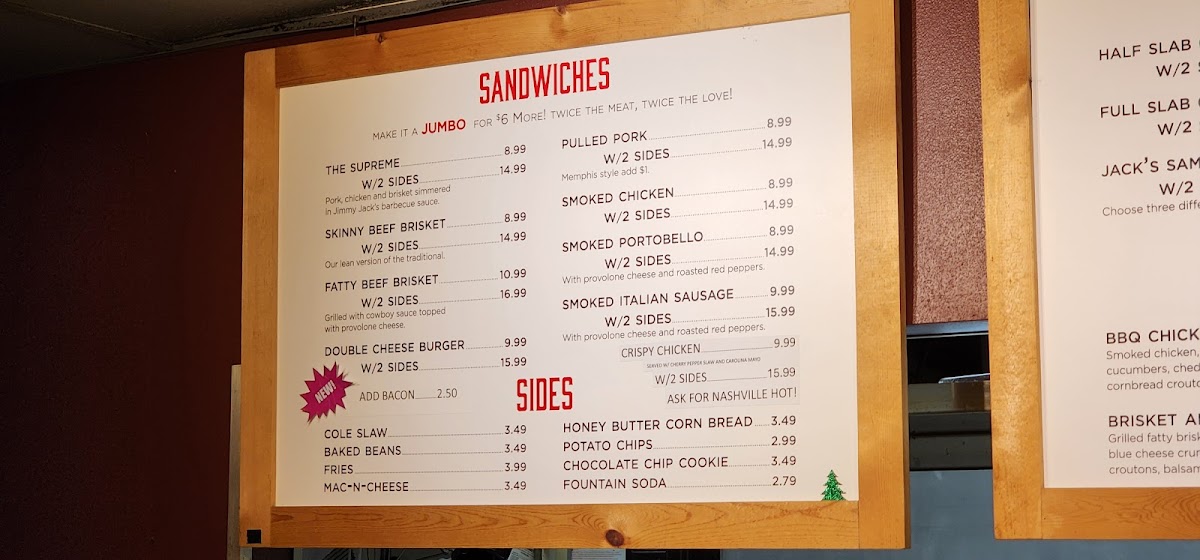 SANDWICHES
MAKE IT A JUMBO FOR $6 MORE! TWICE THE MEAT, TWICE THE LOVE!
THE SUPREME 8.99
W/2 SIDES 14.99
Pork, chicken and brisket simmered
in Jimmy Jack's barbecue sauce.
SKINNY BEEF BRISKET 8.99
W/2 SIDES 14.99
Our lean version of the traditional.
FATTY BEEF BRISKET 10.99
W/2 SIDES 16.99
Grilled with cowboy sauce topped
with provolone cheese.
DOUBLE CHEESE BURGER 9.99
W/2 SIDES 15.99
NEW!
ADD BACON 2.50
PULLED PORK 8.99
W/2 SIDES 14.99
Memphis style add $1.
SMOKED CHICKEN 8.99
W/2 SIDES 14.99
SMOKED PORTOBELLO 8.99
W/2 SIDES 14.99
With provolone cheese and roasted red peppers.
SMOKED ITALIAN SAUSAGE 9.99
W/2 SIDES 15.99
With provolone cheese and roasted red peppers.
CRISPY CHICKEN 9.99
SERVED W/ CHERRY PEPPER SLAW AND CAROLINA MAYO
W/2 SIDES 15.99
ASK FOR NASHVILLE HOT!
SIDES
COLE SLAW 3.49
BAKED BEANS 3.49
FRIES 3.99
MAC-N-CHEESE 3.49
HONEY BUTTER CORN BREAD 3.49
POTATO CHIPS 2.99
CHOCOLATE CHIP COOKIE 3.49
FOUNTAIN SODA 2.79
HALF SLAB
W/2
FULL SLAB
W/2
JACK'S SAM
W/2
Choose three diffe
BBQ CHICK
Smoked chicken,
cucumbers, ched
cornbread crouto
BRISKET A
Grilled fatty brisk
blue cheese crum
croutons, balsam